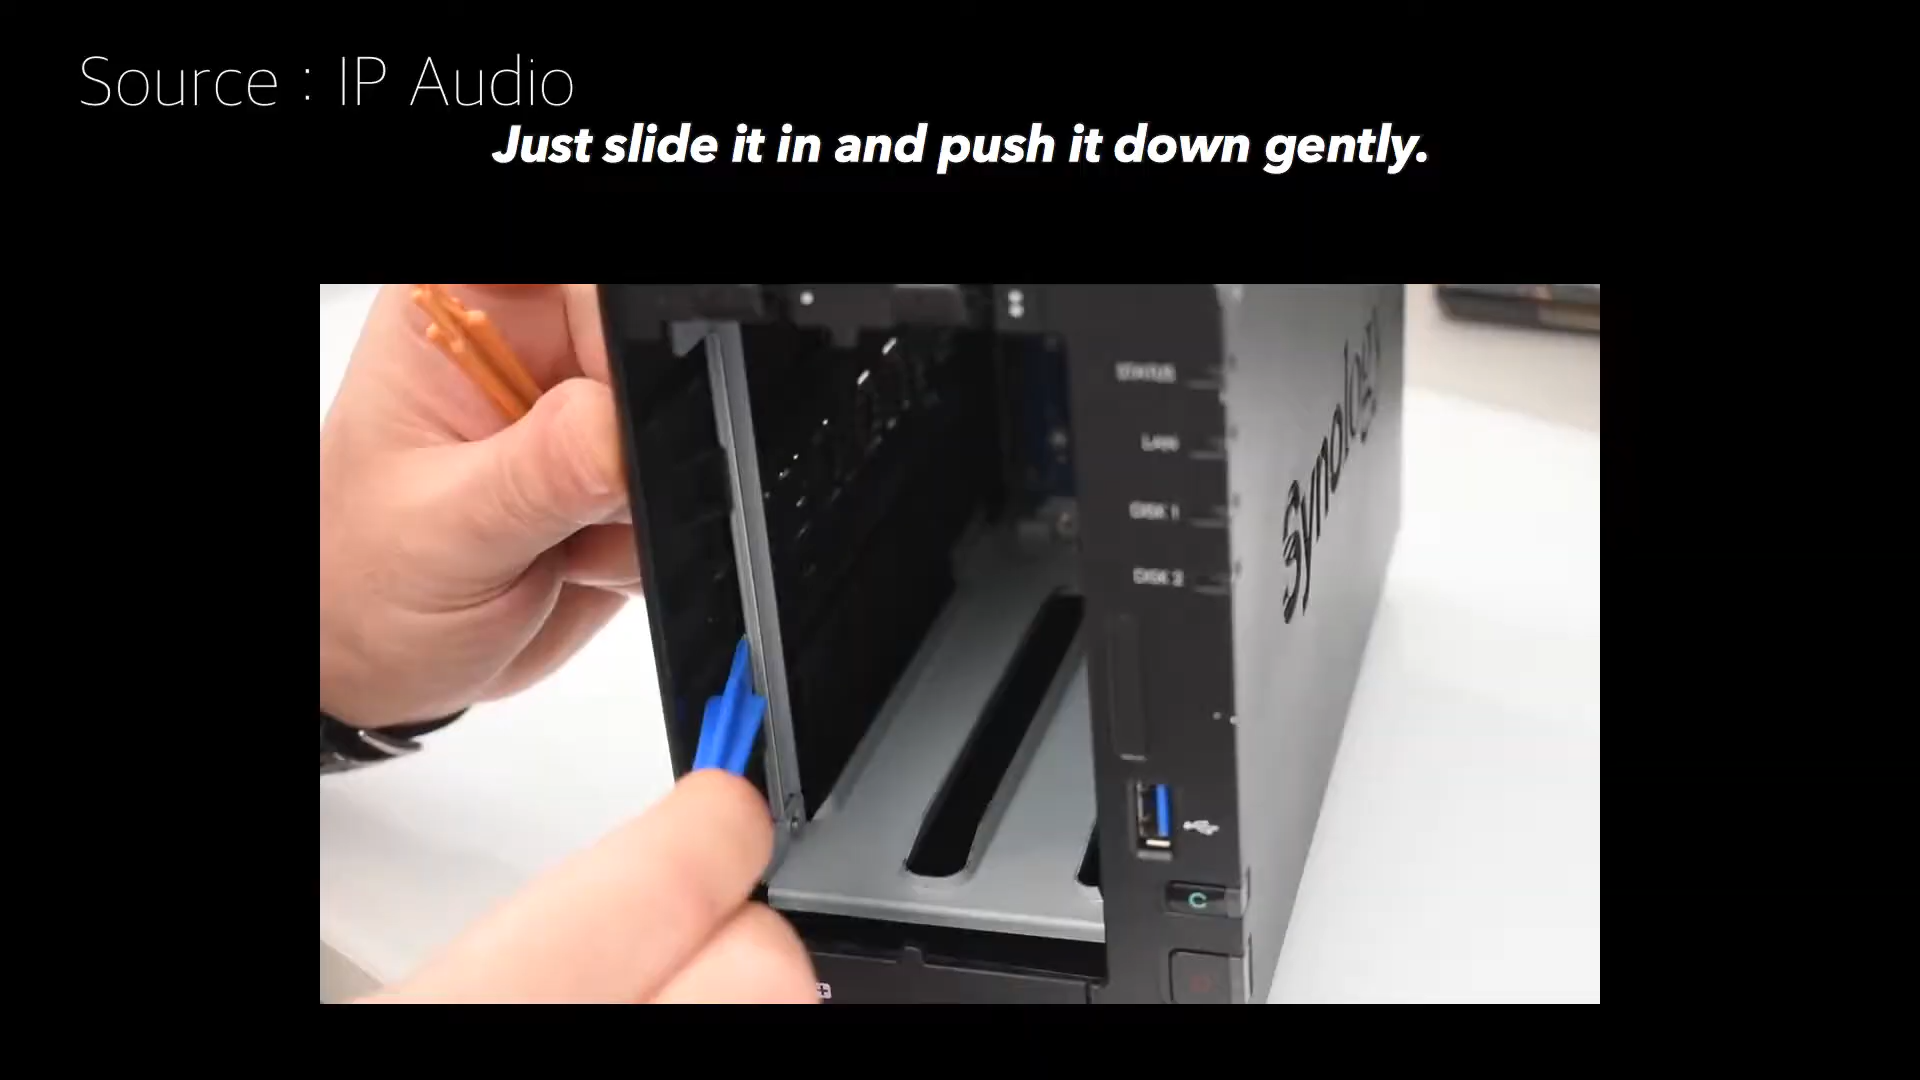 Source : IP Audio
Just slide it in and push it down gently.
STATUS
LAN
DISK 1
DISK 2
Synology
C